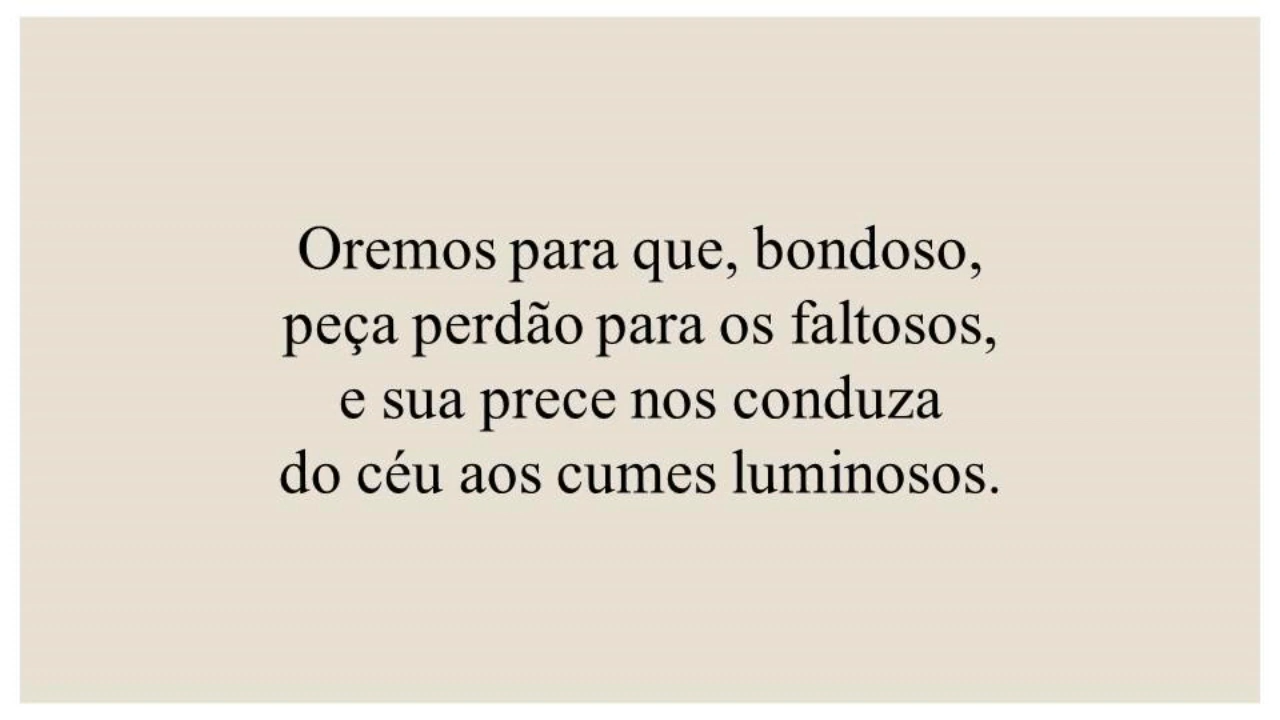 Oremos para que, bondoso,
peça perdão para os faltosos,
e sua prece nos conduza
do céu aos cumes luminosos.